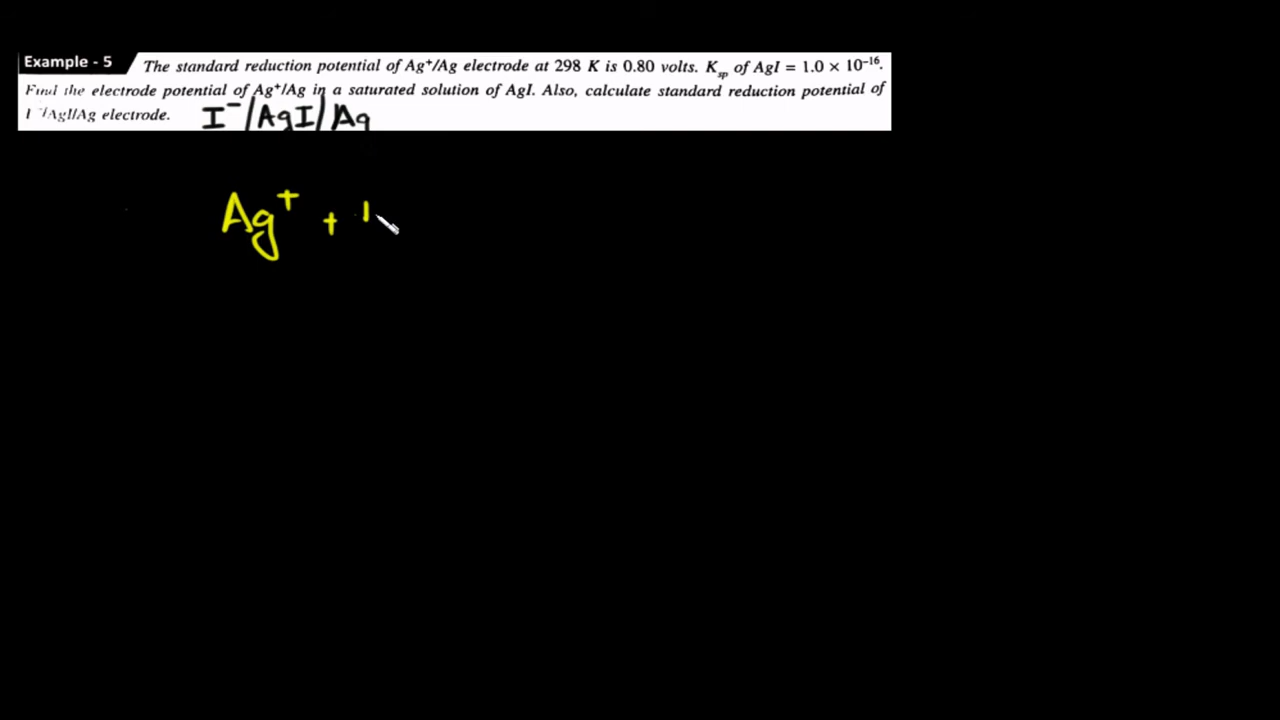 Example - 5 The standard reduction potential of Ag⁺/Ag electrode at 298 K is 0.80 volts. Kₛₚ of AgI = 1.0 × 10⁻¹⁶.
Find the electrode potential of Ag⁺/Ag in a saturated solution of AgI. Also, calculate standard reduction potential of
I⁻/AgI/Ag electrode. I⁻/AgI/Ag
Ag⁺ + 1